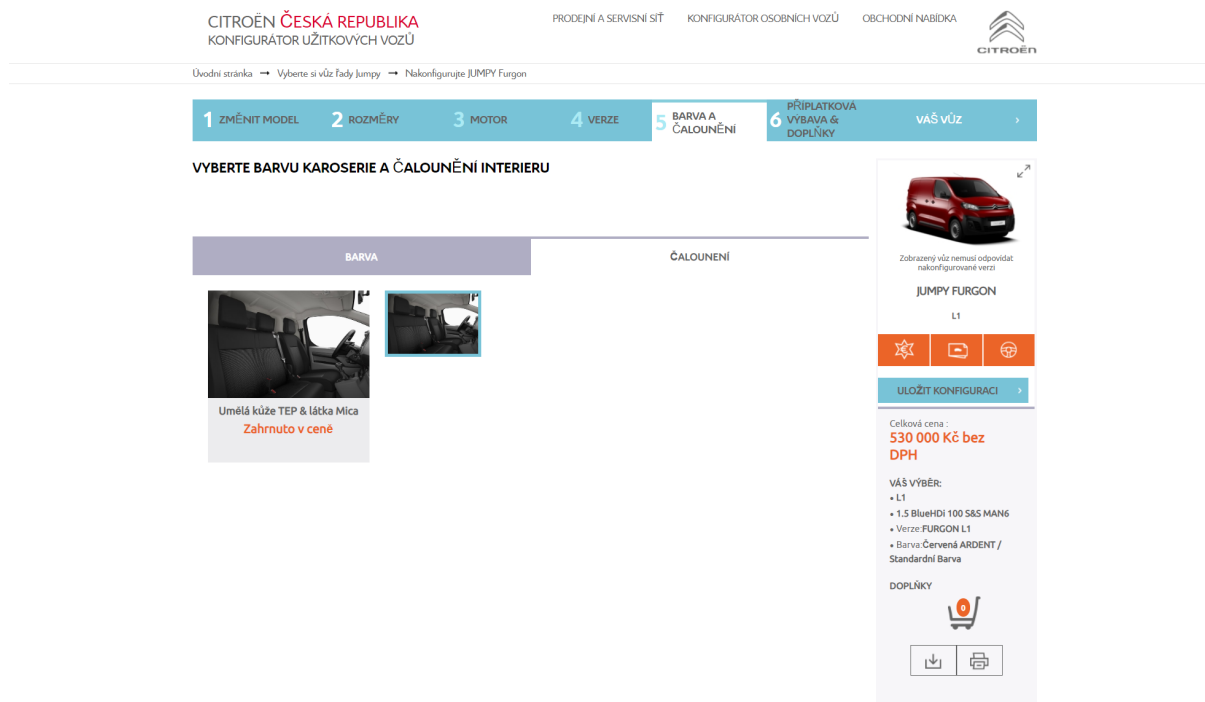 CITROËN ČESKÁ REPUBLIKA
KONFIGURÁTOR UŽITKOVÝCH VOZŮ
PRODEJNÍ A SERVISNÍ SÍŤ KONFIGURÁTOR OSOBNÍCH VOZŮ OBCHODNÍ NABÍDKA
CITROËN
Úvodní stránka → Vyberte si vůz řady Jumpy → Nakonfigurujte JUMPY Furgon
1 ZMĚNIT MODEL
2 ROZMĚRY
3 MOTOR
4 VERZE
5 BARVA A
ČALOUNĚNÍ
6 PŘÍPLATKOVÁ
VÝBAVA &
DOPLŇKY
VÁŠ VŮZ ›
VYBERTE BARVU KAROSERIE A ČALOUNĚNÍ INTERIERU
BARVA
ČALOUNENÍ
Umělá kůže TEP & látka Mica
Zahrnuto v ceně
Zobrazený vůz nemusí odpovídat
nakonfigurované verzi
JUMPY FURGON
L1
ULOŽIT KONFIGURACI ›
Celková cena :
530 000 Kč bez
DPH
VÁŠ VÝBĚR:
• L1
• 1.5 BlueHDi 100 S&S MAN6
• Verze:FURGON L1
• Barva:Červená ARDENT /
Standardní Barva
DOPLŇKY
0